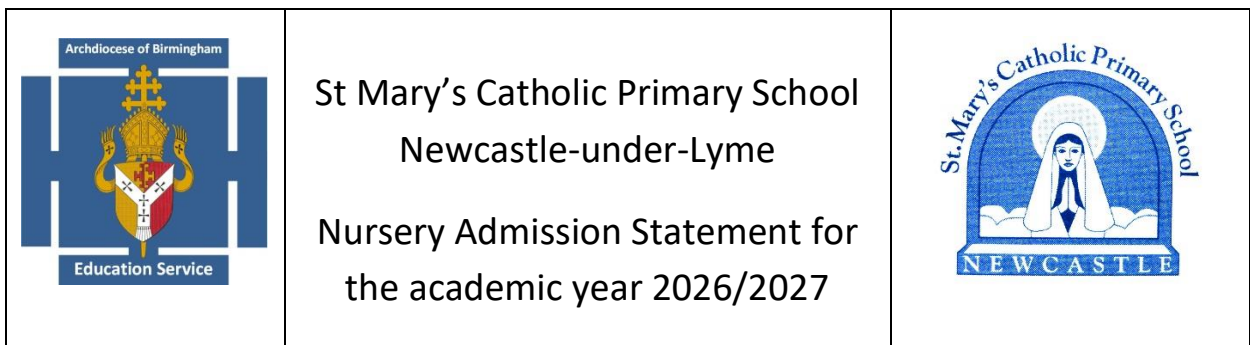 Archdiocese of Birmingham
Education Service
St Mary’s Catholic Primary School
Newcastle-under-Lyme
Nursery Admission Statement for
the academic year 2026/2027
St. Mary's Catholic Primary School
NEWCASTLE